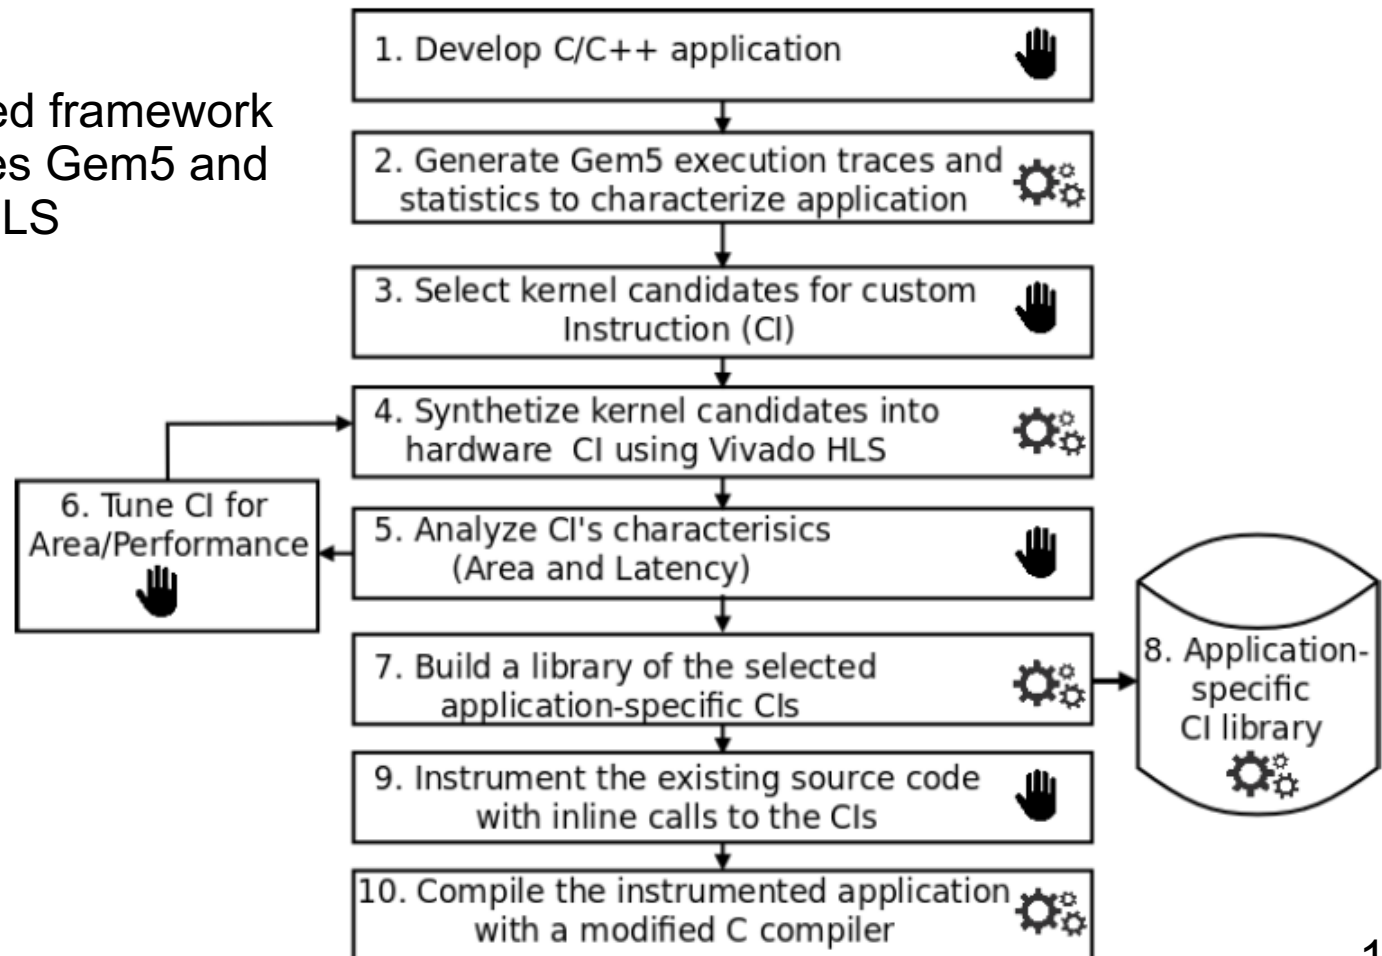 ed framework
es Gem5 and
LS
1. Develop C/C++ application
2. Generate Gem5 execution traces and
statistics to characterize application
3. Select kernel candidates for custom
Instruction (CI)
4. Synthetize kernel candidates into
hardware CI using Vivado HLS
6. Tune CI for
Area/Performance
5. Analyze CI's characterisics
(Area and Latency)
7. Build a library of the selected
application-specific CIs
8. Application-
specific
CI library
9. Instrument the existing source code
with inline calls to the CIs
10. Compile the instrumented application
with a modified C compiler
1